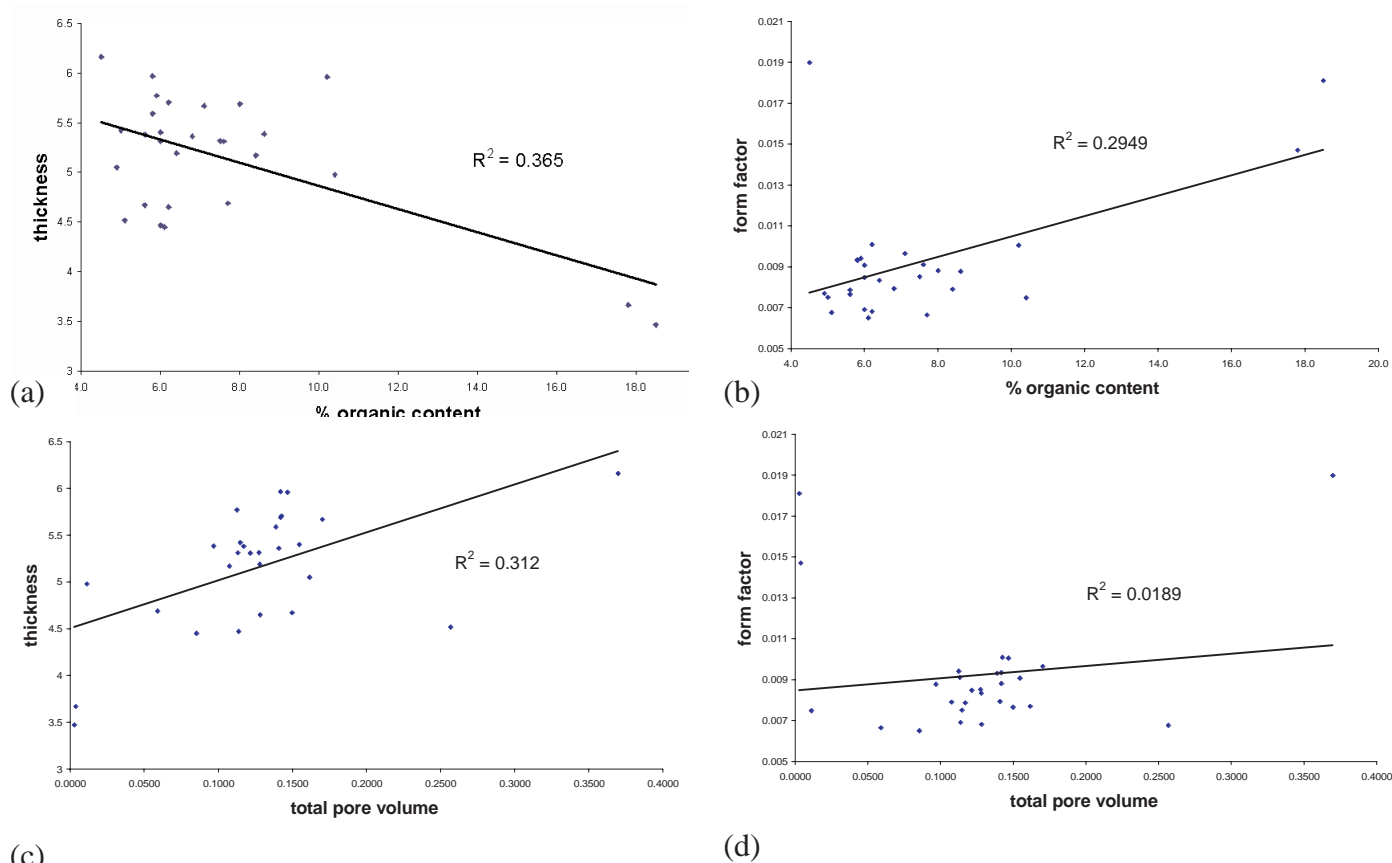 6.5
6
5.5
5
4.5
4
3.5
3
thickness
R² = 0.365
4.0 6.0 8.0 10.0 12.0 14.0 16.0 18.0
% organic content
(a)
0.021
0.019
0.017
0.015
0.013
0.011
0.009
0.007
0.005
form factor
R² = 0.2949
4.0 6.0 8.0 10.0 12.0 14.0 16.0 18.0 20.0
% organic content
(b)
6.5
6
5.5
5
4.5
4
3.5
3
thickness
R² = 0.312
0.0000 0.0500 0.1000 0.1500 0.2000 0.2500 0.3000 0.3500 0.4000
total pore volume
(c)
0.021
0.019
0.017
0.015
0.013
0.011
0.009
0.007
0.005
form factor
R² = 0.0189
0.0000 0.0500 0.1000 0.1500 0.2000 0.2500 0.3000 0.3500 0.4000
total pore volume
(d)